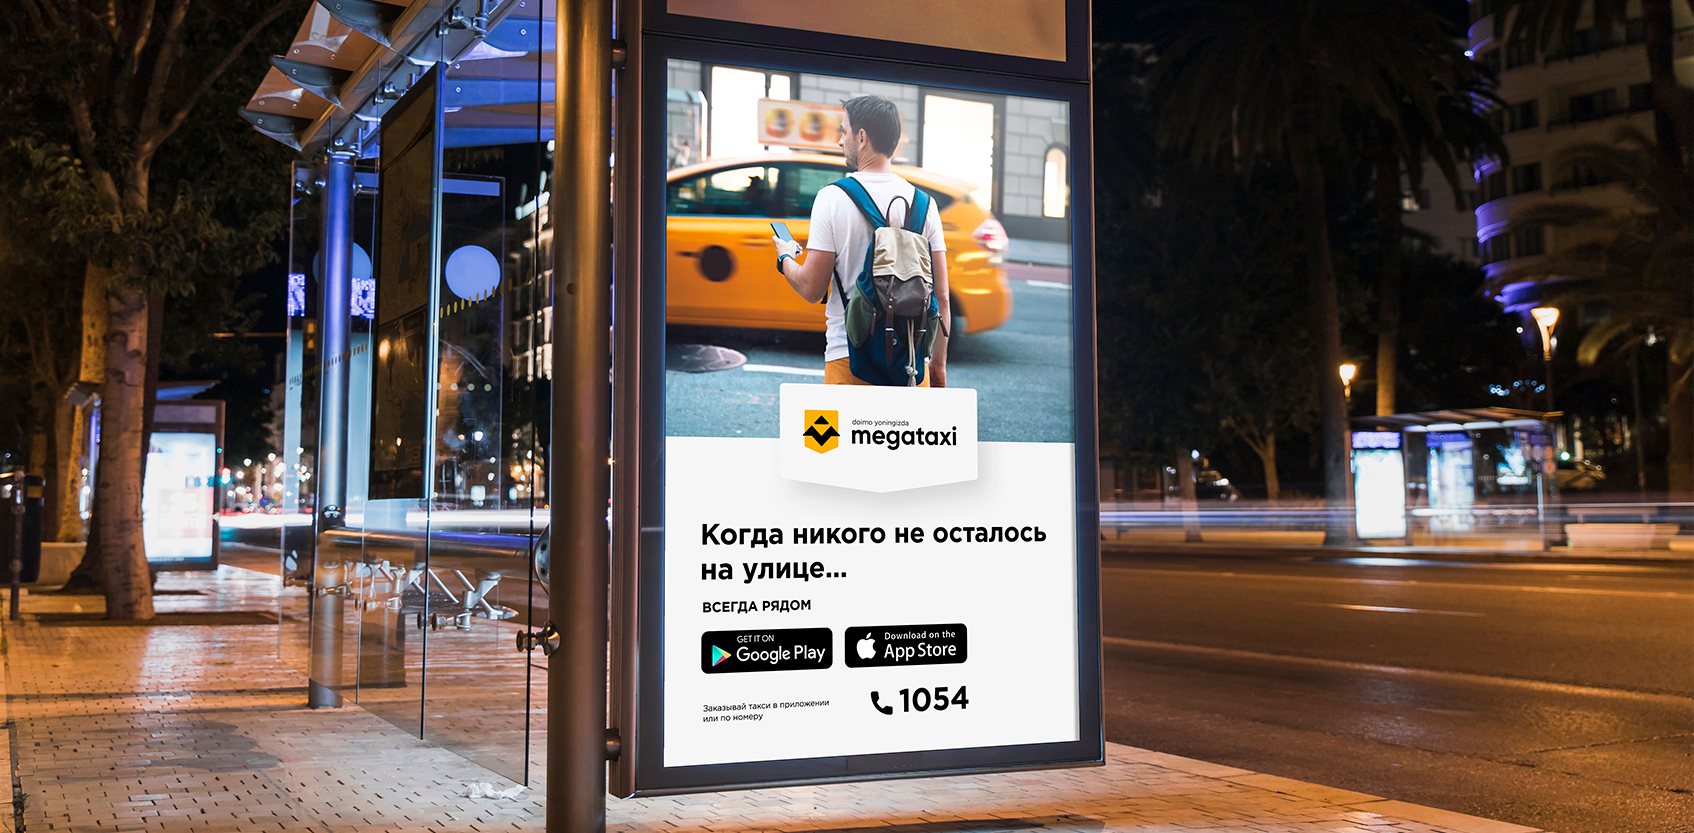 doimo yoningizda
megataxi
Когда никого не осталось
на улице...
ВСЕГДА РЯДОМ
GET IT ON
Google Play
Download on the
App Store
Заказывай такси в приложении
или по номеру
1054